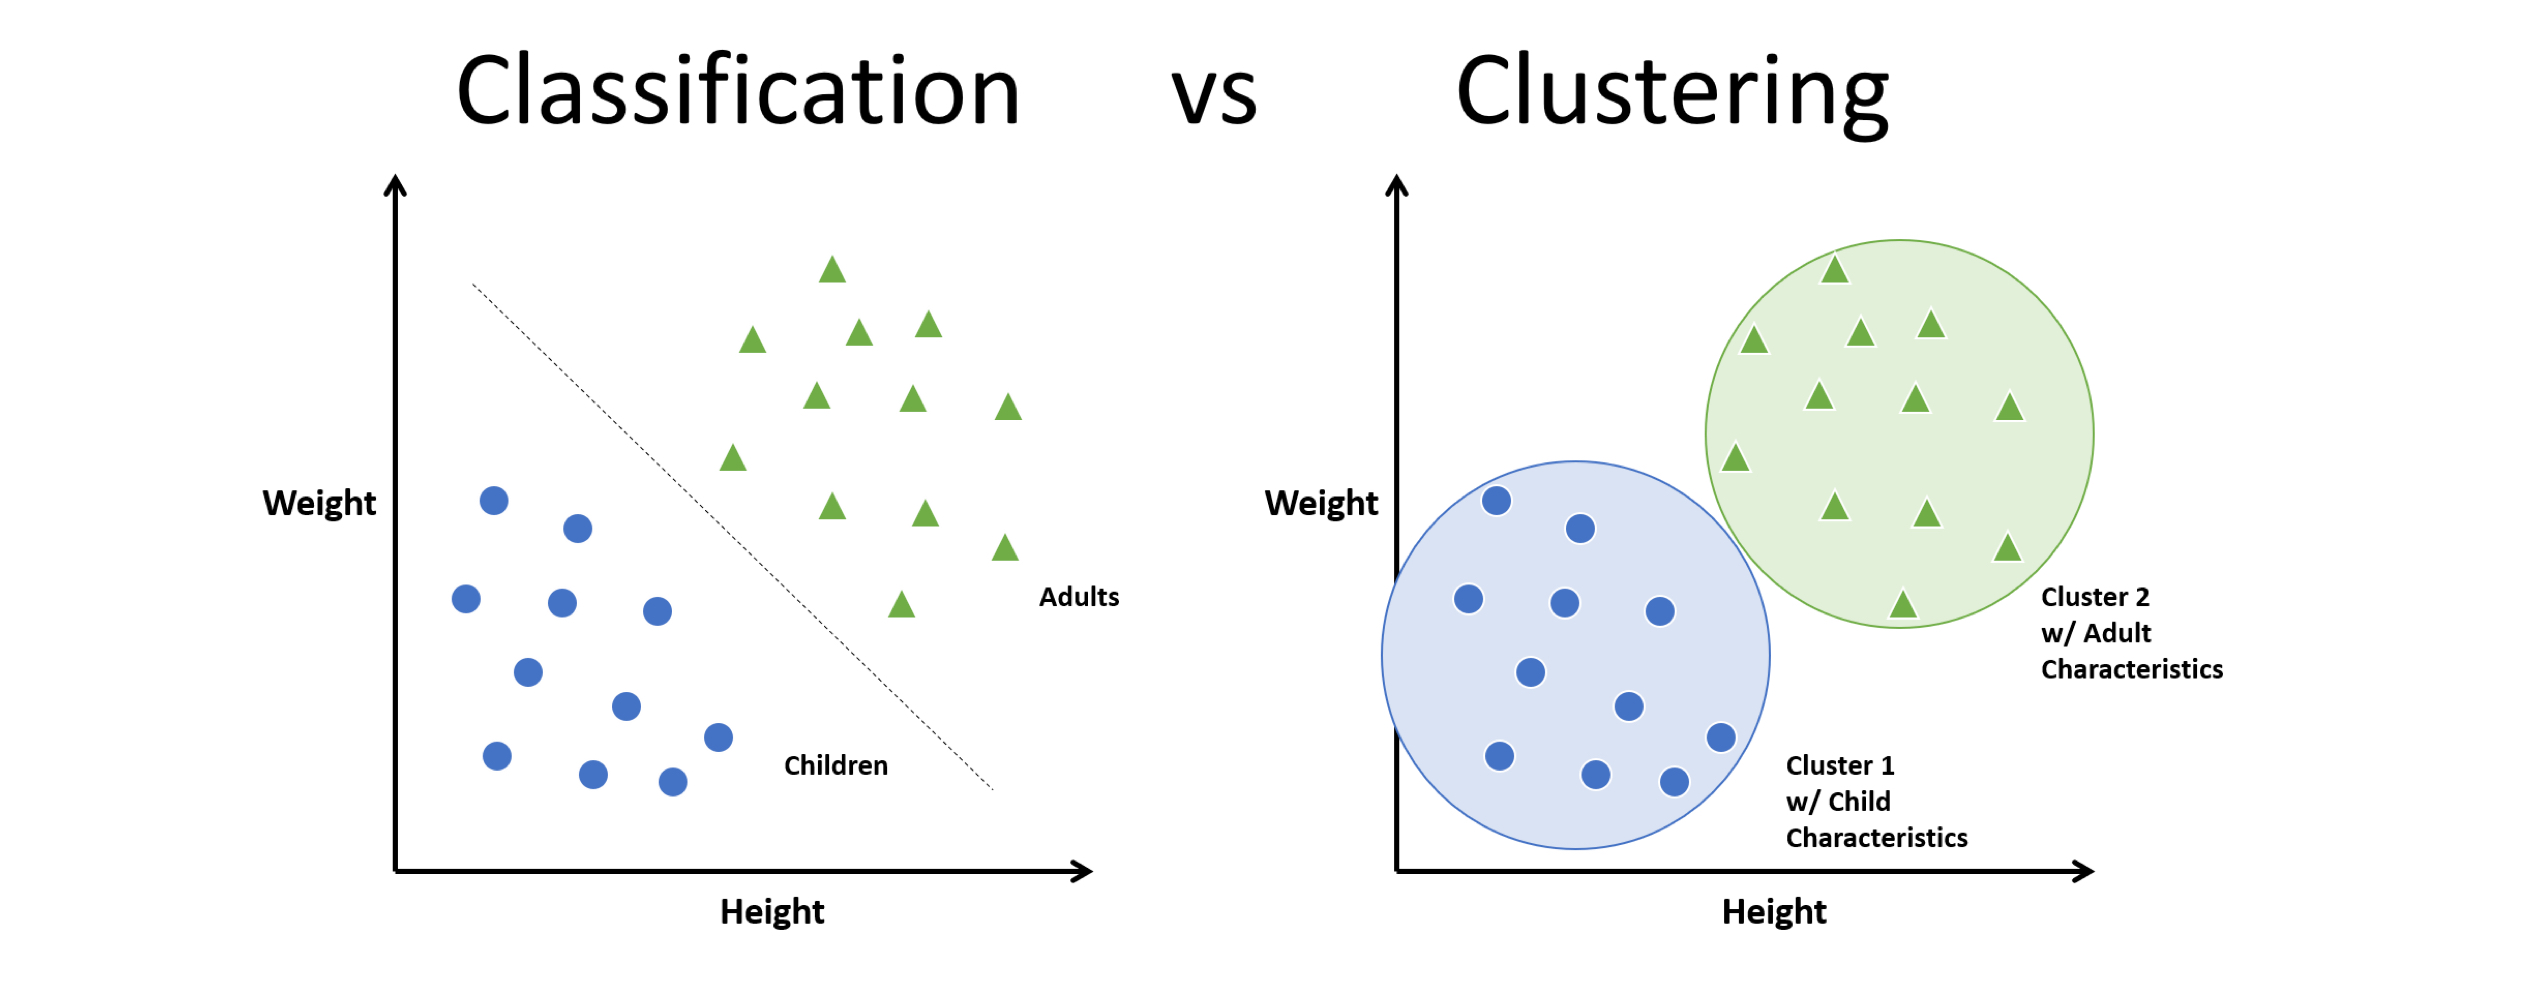 Classification vs Clustering
Weight
Adults
Children
Height
Weight
Cluster 2
w/ Adult
Characteristics
Cluster 1
w/ Child
Characteristics
Height